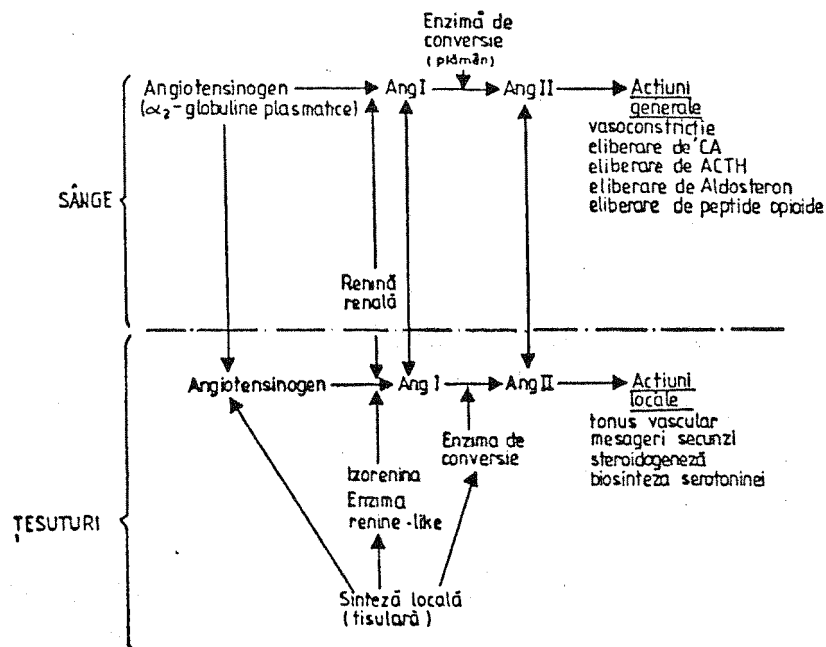 Enzimă de
conversie
(plămân)
Angiotensinogen
(α₂-globuline plasmatice)
Ang I
Ang II
Acțiuni
generale
vasoconstricție
eliberare de CA
eliberare de ACTH
eliberare de Aldosteron
eliberare de peptide opioide
SÂNGE
Renină
renală
Angiotensinogen
Ang I
Ang II
Acțiuni
locale
tonus vascular
mesageri secunzi
steroidogeneză
biosinteza serotoninei
Enzima de
conversie
Izorenina
Enzima
renine-like
ȚESUTURI
Sinteză locală
(tisulară)